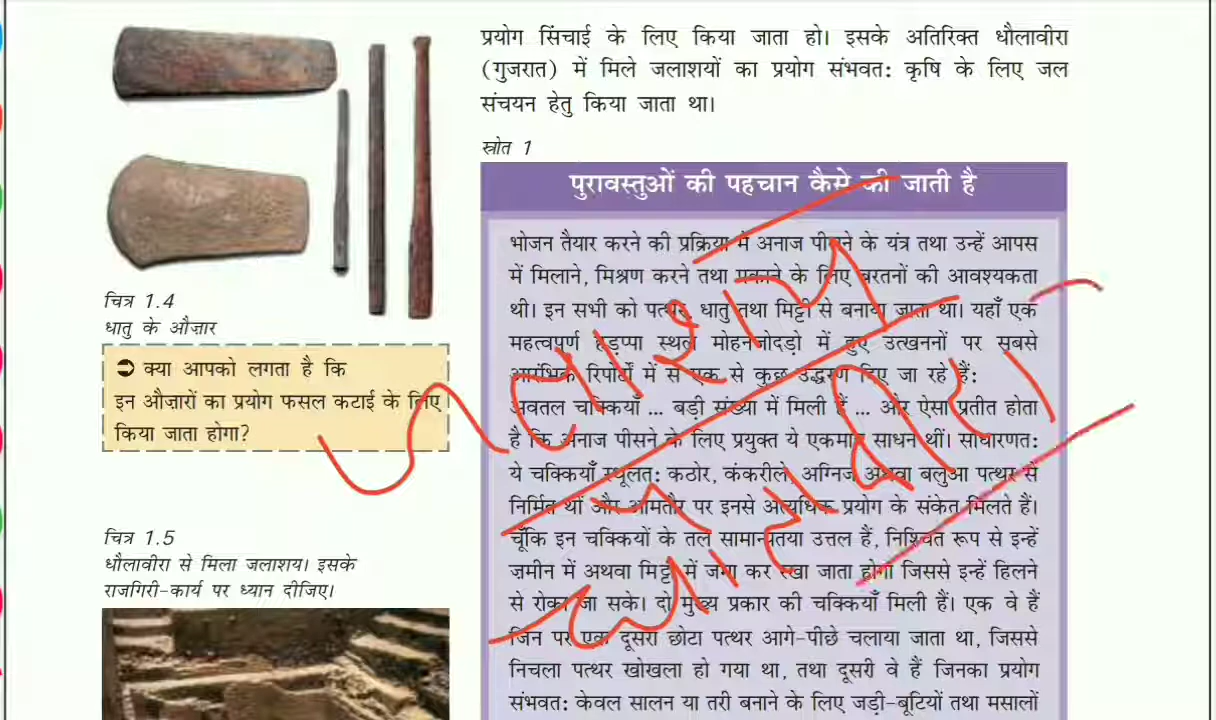 प्रयोग सिंचाई के लिए किया जाता हो। इसके अतिरिक्त धौलावीरा
(गुजरात) में मिले जलाशयों का प्रयोग संभवत: कृषि के लिए जल
संचयन हेतु किया जाता था।
स्रोत 1
पुरावस्तुओं की पहचान कैसे की जाती है
भोजन तैयार करने की प्रक्रिया में अनाज पीसने के यंत्र तथा उन्हें आपस
में मिलाने, मिश्रण करने तथा पकाने के लिए बरतनों की आवश्यकता
थी। इन सभी को पत्थर, धातु तथा मिट्टी से बनाया जाता था। यहाँ एक
महत्वपूर्ण हड़प्पा स्थल मोहनजोदड़ो में हुए उत्खननों पर सबसे
आरंभिक रिपोर्टों में से एक से कुछ उद्धरण दिए जा रहे हैं:
अवतल चक्कियाँ ... बड़ी संख्या में मिली हैं ... और ऐसा प्रतीत होता
है कि अनाज पीसने के लिए प्रयुक्त ये एकमात्र साधन थीं। साधारणत:
ये चक्कियाँ स्थूलत: कठोर, कंकरीले, अग्निज अथवा बलुआ पत्थर से
निर्मित थीं और आमतौर पर इनसे अत्यधिक प्रयोग के संकेत मिलते हैं।
चूँकि इन चक्कियों के तल सामान्यतया उत्तल हैं, निश्चित रूप से इन्हें
ज़मीन में अथवा मिट्टी में जमा कर रखा जाता होगा जिससे इन्हें हिलने
से रोका जा सके। दो मुख्य प्रकार की चक्कियाँ मिली हैं। एक वे हैं
जिन पर एक दूसरा छोटा पत्थर आगे-पीछे चलाया जाता था, जिससे
निचला पत्थर खोखला हो गया था, तथा दूसरी वे हैं जिनका प्रयोग
संभवत: केवल सालन या तरी बनाने के लिए जड़ी-बूटियों तथा मसालों
चित्र 1.4
धातु के औज़ार
➲ क्या आपको लगता है कि
इन औज़ारों का प्रयोग फसल कटाई के लिए
किया जाता होगा?
चित्र 1.5
धौलावीरा से मिला जलाशय। इसके
राजगिरी-कार्य पर ध्यान दीजिए।